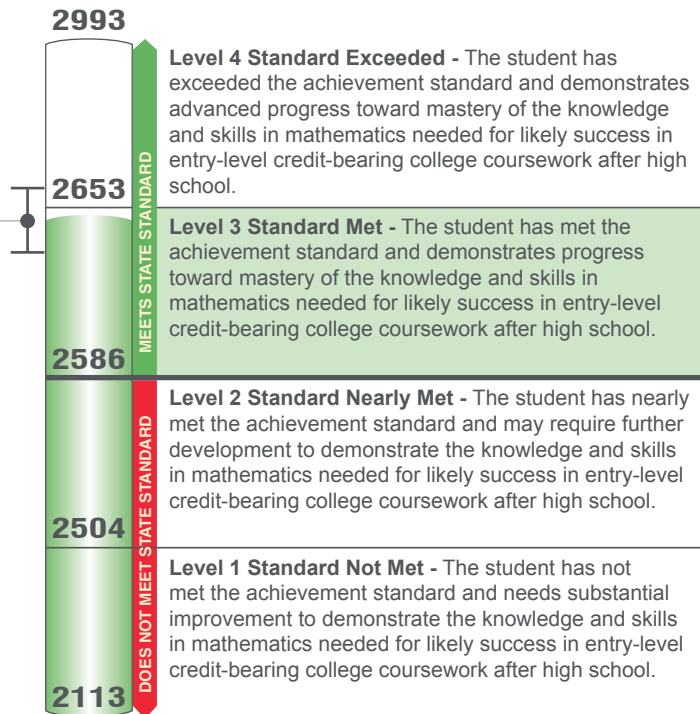 2993
Level 4 Standard Exceeded - The student has
exceeded the achievement standard and demonstrates
advanced progress toward mastery of the knowledge
and skills in mathematics needed for likely success in
entry-level credit-bearing college coursework after high
school.
2653
MEETS STATE STANDARD
Level 3 Standard Met - The student has met the
achievement standard and demonstrates progress
toward mastery of the knowledge and skills in
mathematics needed for likely success in entry-level
credit-bearing college coursework after high school.
2586
Level 2 Standard Nearly Met - The student has nearly
met the achievement standard and may require further
development to demonstrate the knowledge and skills
in mathematics needed for likely success in entry-level
credit-bearing college coursework after high school.
2504
DOES NOT MEET STATE STANDARD
Level 1 Standard Not Met - The student has not
met the achievement standard and needs substantial
improvement to demonstrate the knowledge and skills
in mathematics needed for likely success in entry-level
credit-bearing college coursework after high school.
2113